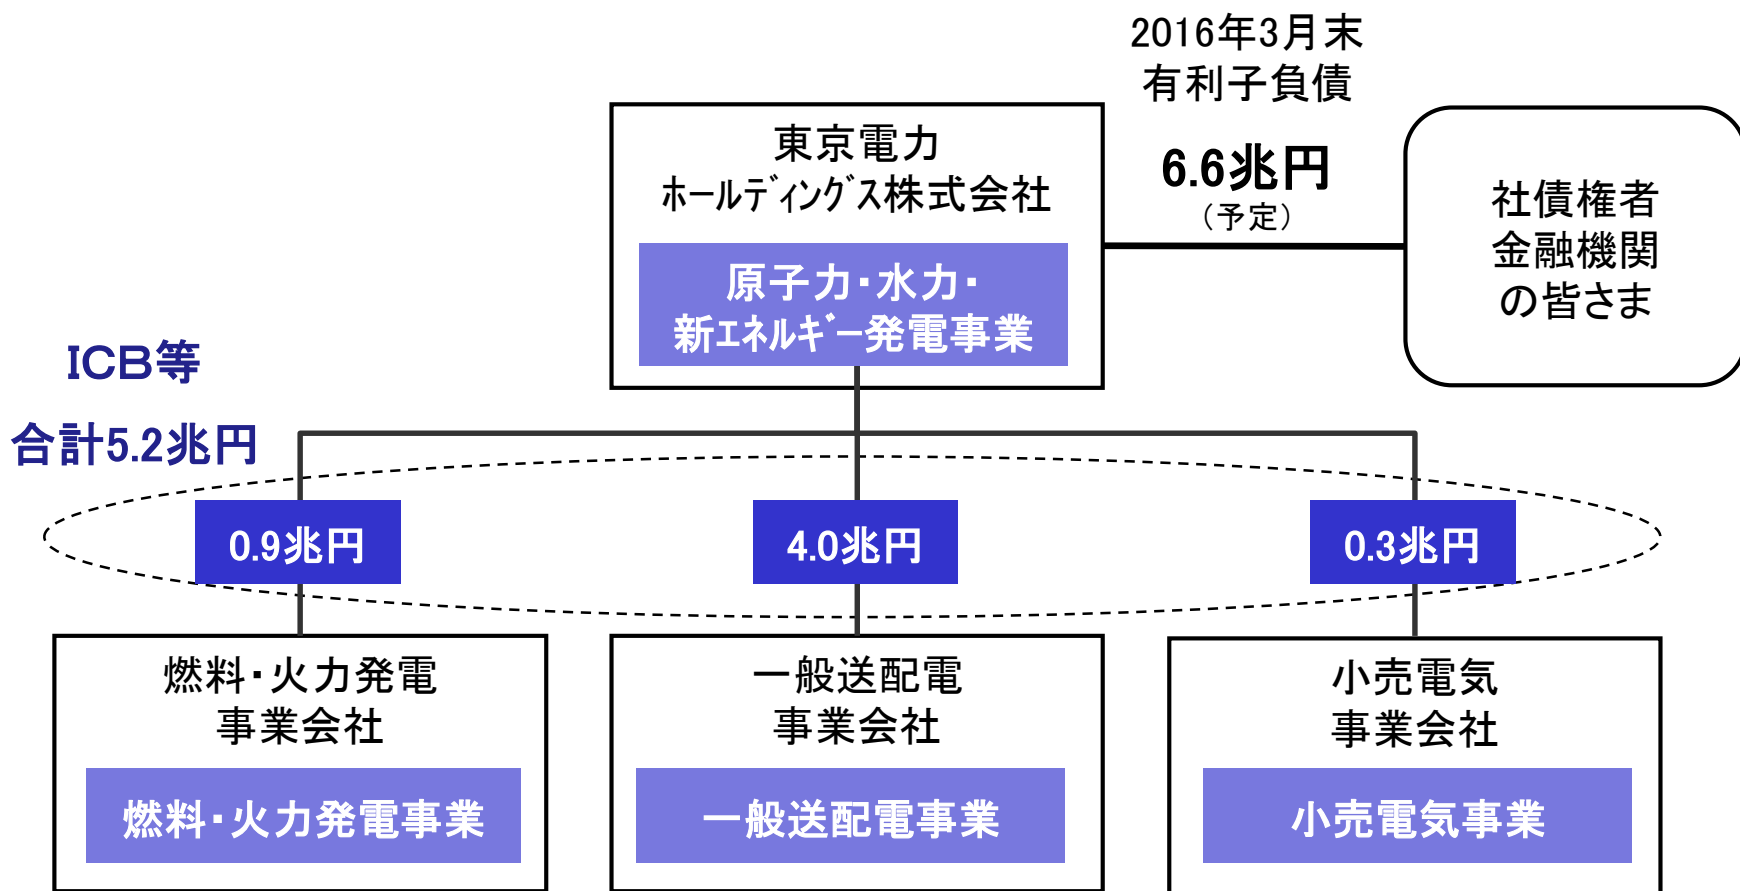 2016年3月末
有利子負債
6.6兆円
(予定)
東京電力
ホールディングス株式会社
原子力・水力・
新エネルギー発電事業
社債権者
金融機関
の皆さま
ICB等
合計5.2兆円
0.9兆円
4.0兆円
0.3兆円
燃料・火力発電
事業会社
燃料・火力発電事業
一般送配電
事業会社
一般送配電事業
小売電気
事業会社
小売電気事業